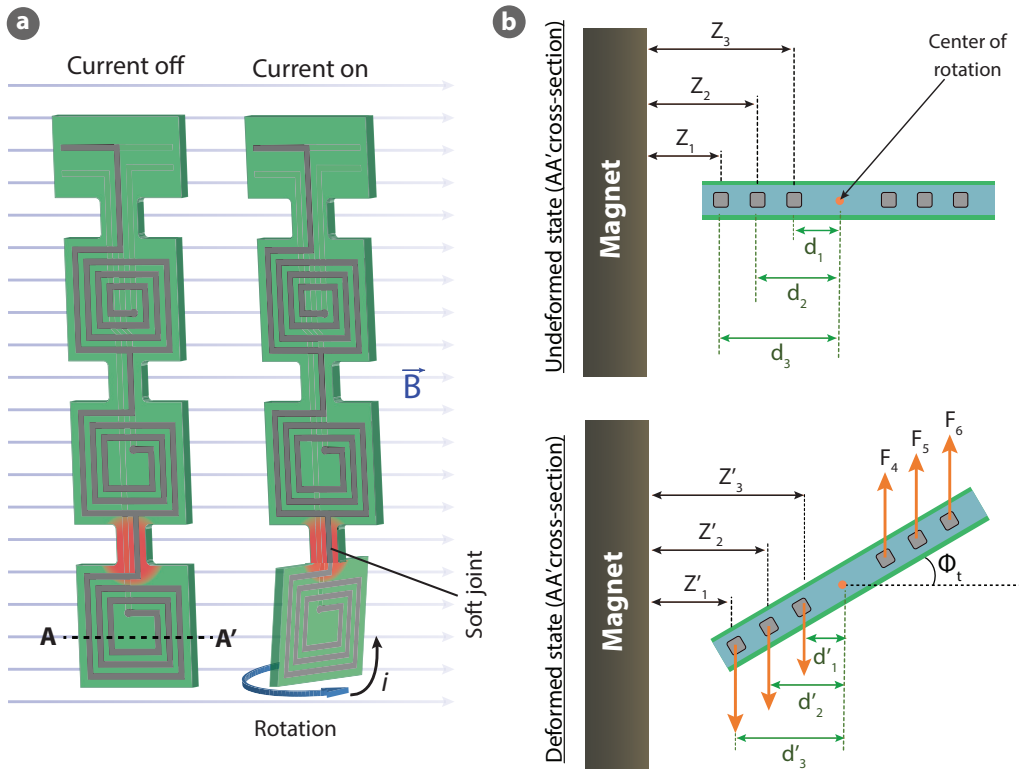 a
Current off
Current on
B
Soft joint
A
A'
i
Rotation
b
Undeformed state (AA' cross-section)
Magnet
Z3
Z2
Z1
Center of
rotation
d1
d2
d3
Deformed state (AA' cross-section)
Magnet
Z'3
Z'2
Z'1
F4
F5
F6
Φt
d'1
d'2
d'3